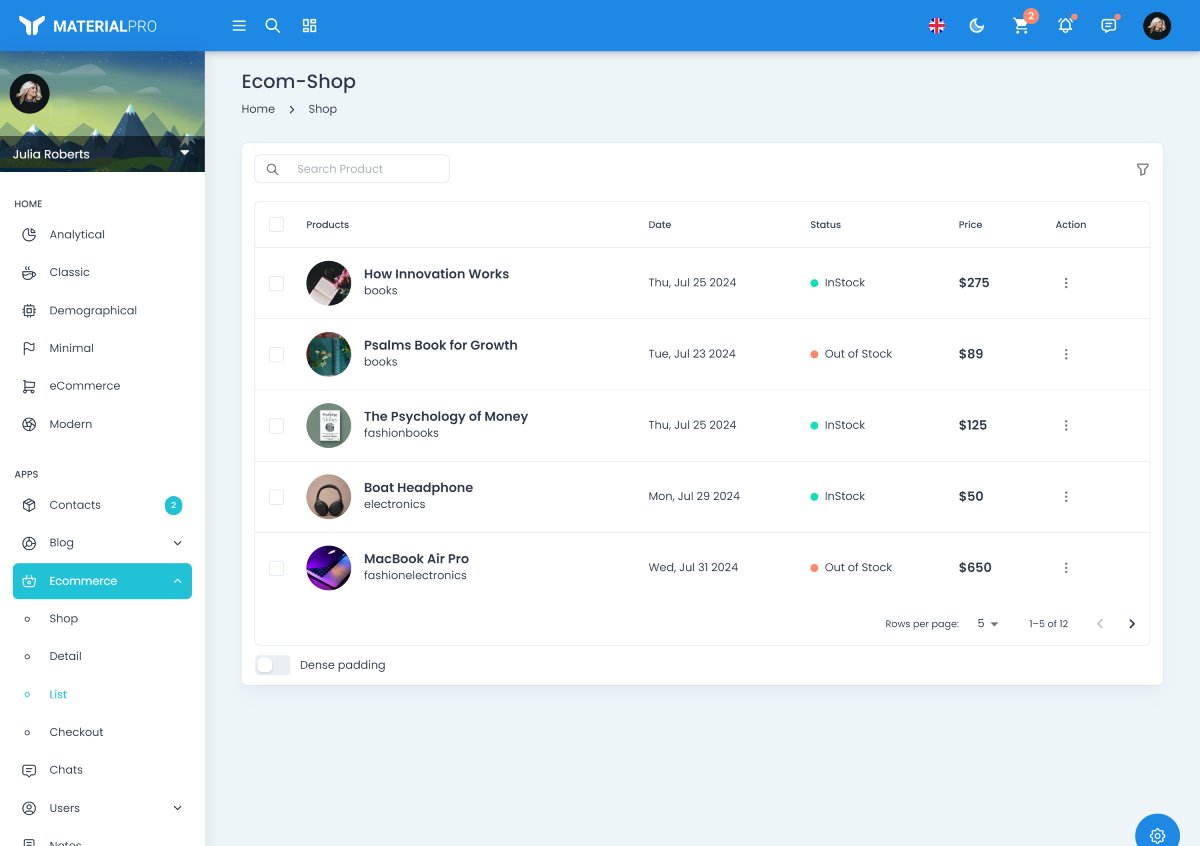 MATERIALPRO
2
Julia Roberts
HOME
Analytical
Classic
Demographical
Minimal
eCommerce
Modern
APPS
Contacts 2
Blog
Ecommerce
Shop
Detail
List
Checkout
Chats
Users
Notes
Ecom-Shop
Home > Shop
Search Product
Products Date Status Price Action
How Innovation Works
books
Thu, Jul 25 2024 InStock $275
Psalms Book for Growth
books
Tue, Jul 23 2024 Out of Stock $89
The Psychology of Money
fashionbooks
Thu, Jul 25 2024 InStock $125
Boat Headphone
electronics
Mon, Jul 29 2024 InStock $50
MacBook Air Pro
fashionelectronics
Wed, Jul 31 2024 Out of Stock $650
Rows per page: 5 1–5 of 12
Dense padding